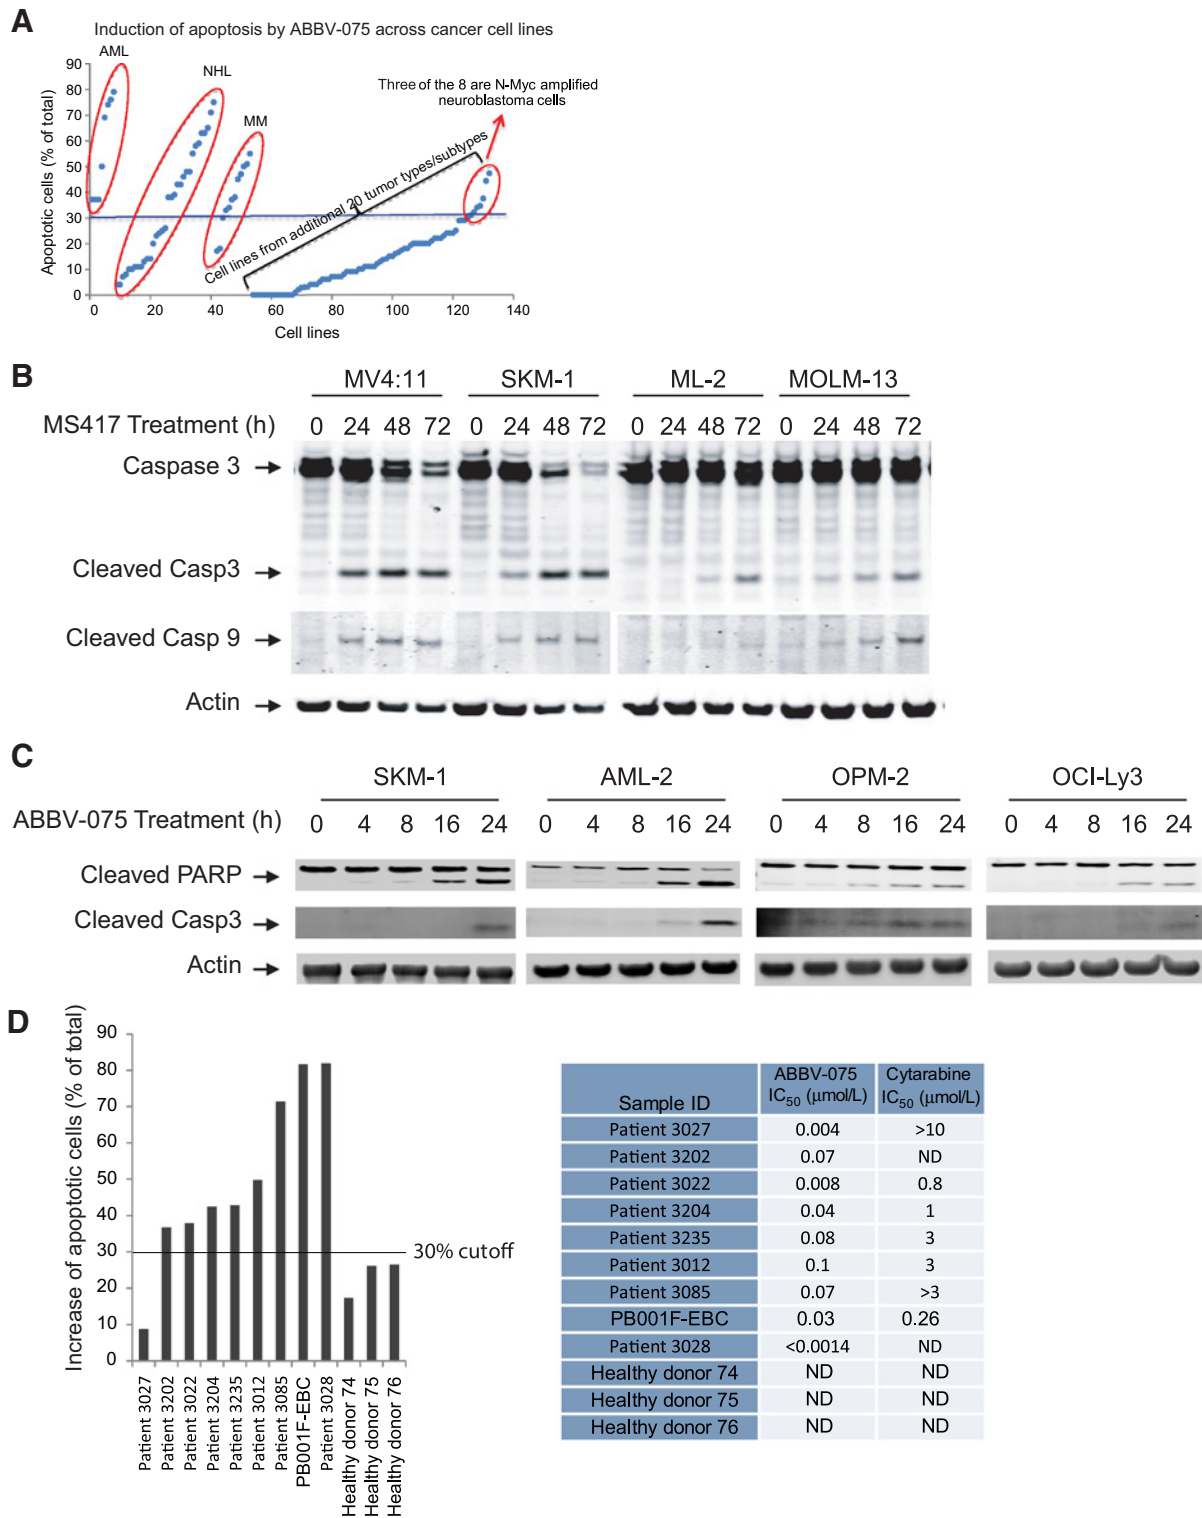 A
Induction of apoptosis by ABBV-075 across cancer cell lines
AML
NHL
MM
Three of the 8 are N-Myc amplified
neuroblastoma cells
Cell lines from additional 20 tumor types/subtypes
Apoptotic cells (% of total)
90
80
70
60
50
40
30
20
10
0
0 20 40 60 80 100 120 140
Cell lines
B
MV4:11 SKM-1 ML-2 MOLM-13
MS417 Treatment (h) 0 24 48 72 0 24 48 72 0 24 48 72 0 24 48 72
Caspase 3
Cleaved Casp3
Cleaved Casp 9
Actin
C
SKM-1 AML-2 OPM-2 OCI-Ly3
ABBV-075 Treatment (h) 0 4 8 16 24 0 4 8 16 24 0 4 8 16 24 0 4 8 16 24
Cleaved PARP
Cleaved Casp3
Actin
D
Increase of apoptotic cells (% of total)
90
80
70
60
50
40
30
20
10
0
30% cutoff
Patient 3027
Patient 3202
Patient 3022
Patient 3204
Patient 3235
Patient 3012
Patient 3085
PB001F-EBC
Patient 3028
Healthy donor 74
Healthy donor 75
Healthy donor 76
Sample ID ABBV-075 IC50 (μmol/L) Cytarabine IC50 (μmol/L)
Patient 3027 0.004 >10
Patient 3202 0.07 ND
Patient 3022 0.008 0.8
Patient 3204 0.04 1
Patient 3235 0.08 3
Patient 3012 0.1 3
Patient 3085 0.07 >3
PB001F-EBC 0.03 0.26
Patient 3028 <0.0014 ND
Healthy donor 74 ND ND
Healthy donor 75 ND ND
Healthy donor 76 ND ND